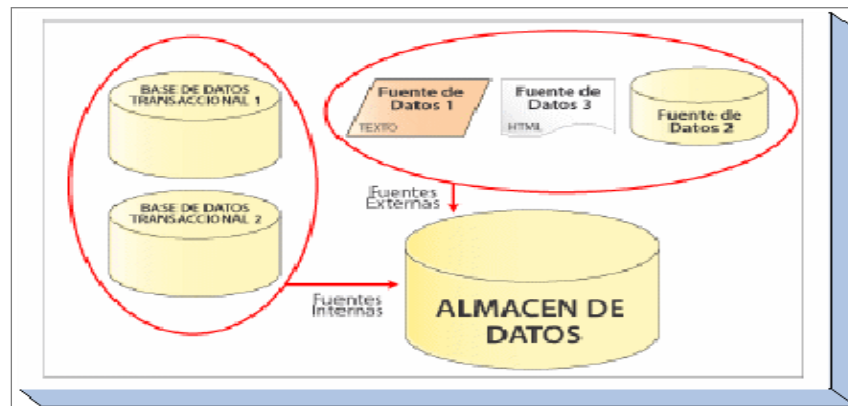 BASE DE DATOS
TRANSACCIONAL 1
BASE DE DATOS
TRANSACCIONAL 2
Fuente de
Datos 1
TEXTO
Fuente de
Datos 3
HTML
Fuente de
Datos 2
Fuentes
Externas
Fuentes
Internas
ALMACEN DE
DATOS